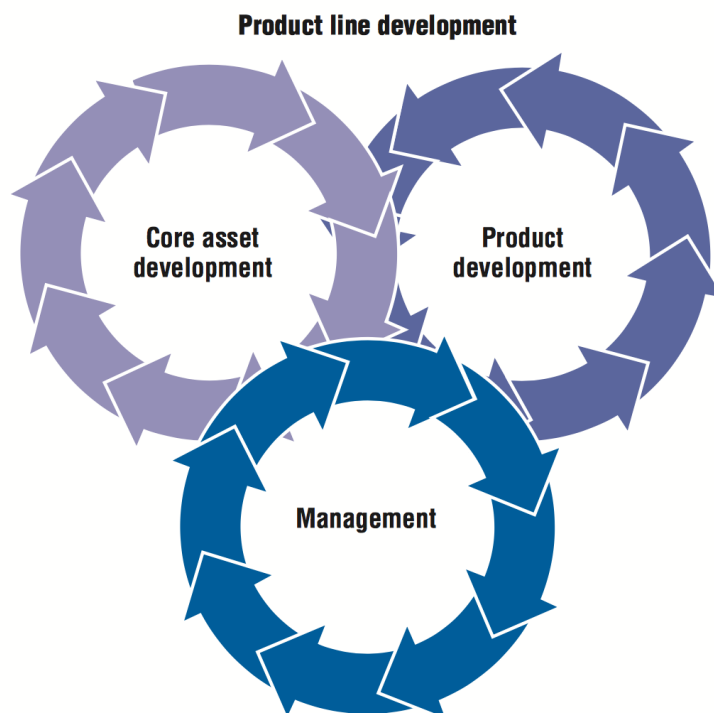 Product line development
Core asset
development
Product
development
Management